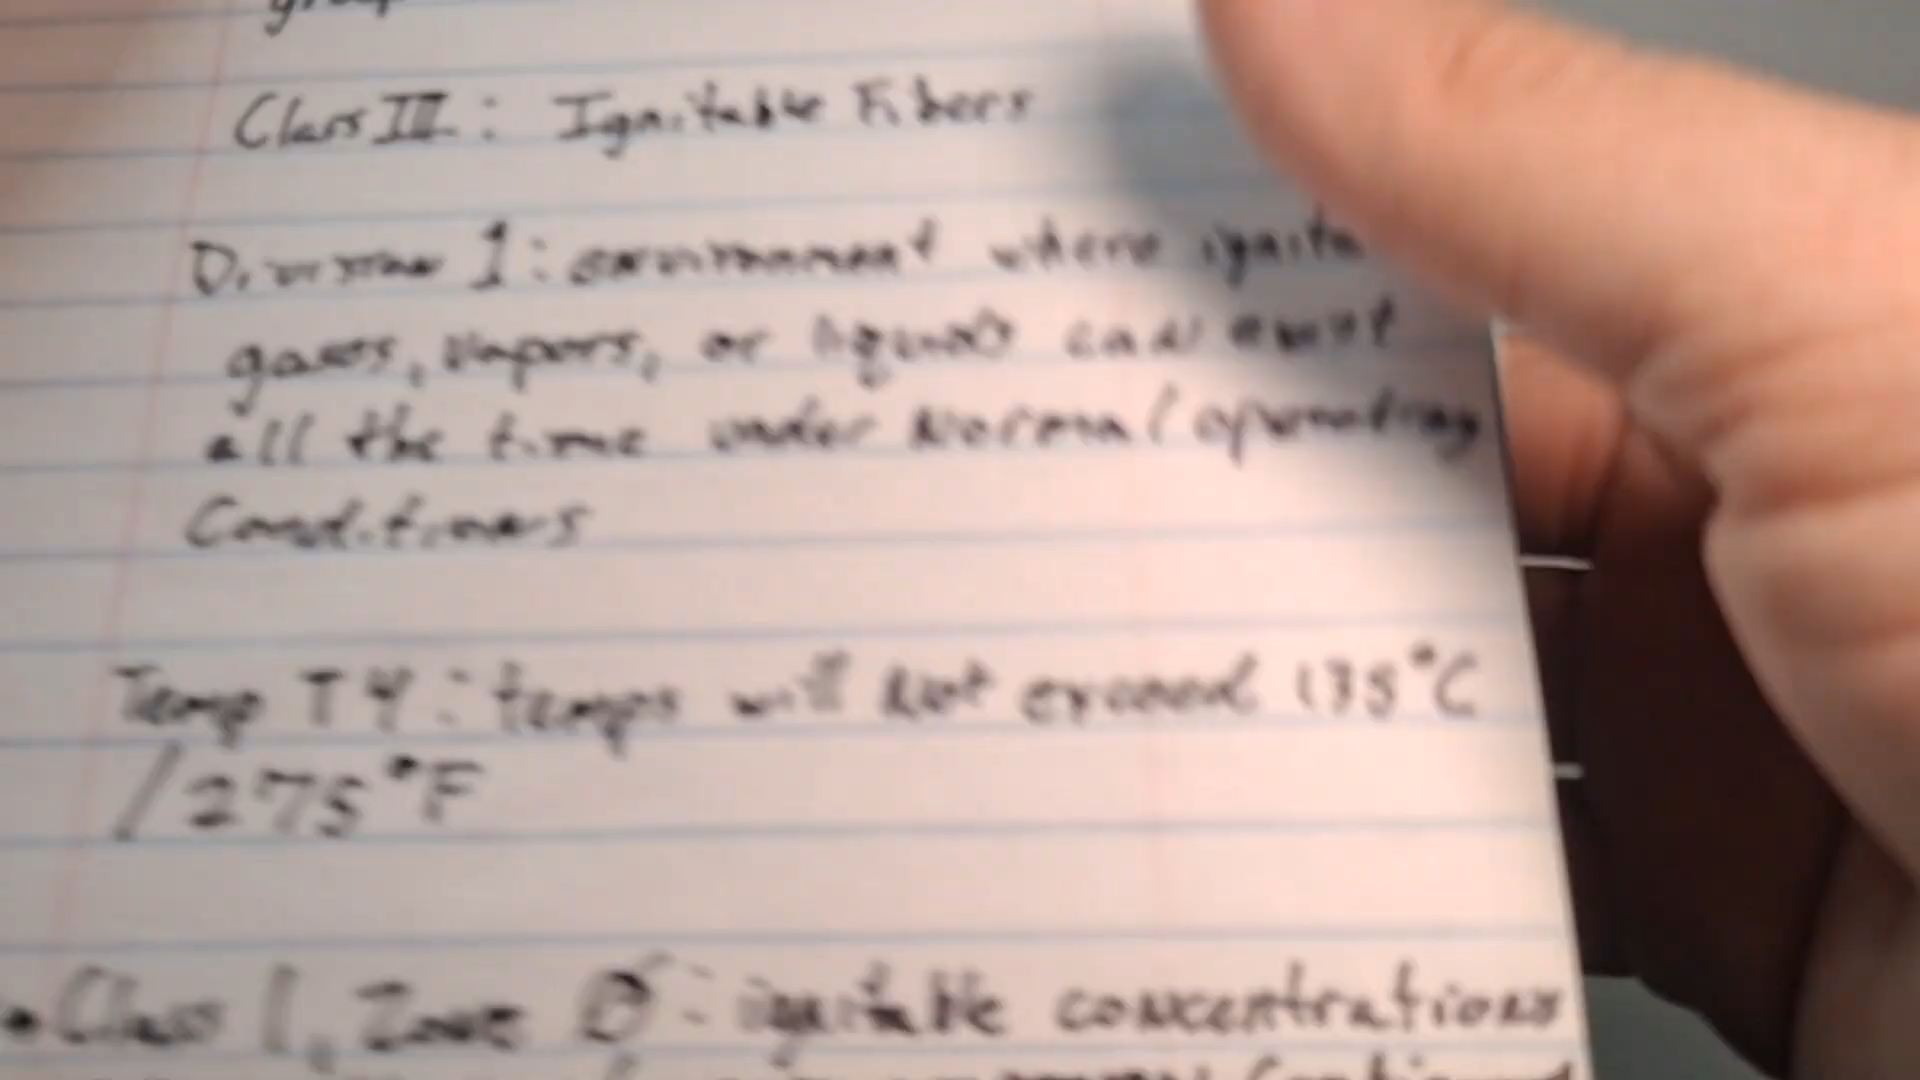 group
Class III: Ignitable Fibers
Division 1: environment where ignita
gases, vapors, or liquids can exist
all the time under Normal operating
Conditions
Temp T4: temps will Not exceed 135°C
/275°F
• Class 1, Zone 0: ignitable concentrations